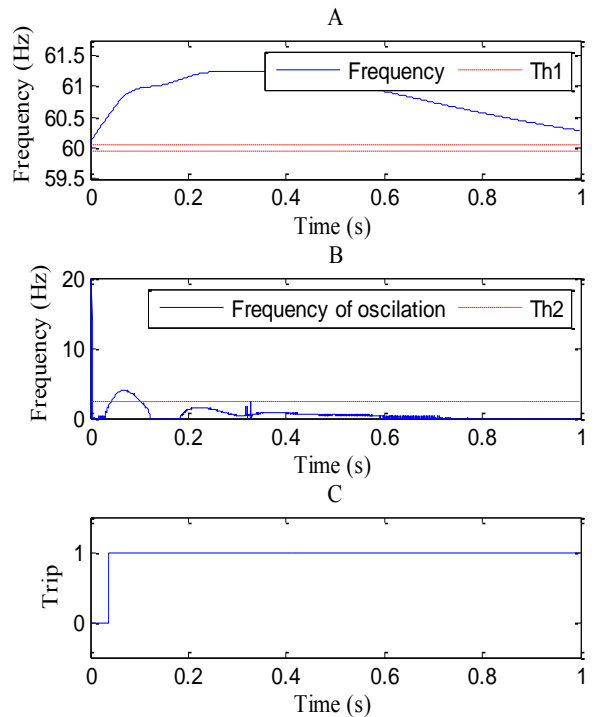 A
61.5
61
60.5
60
59.5
Frequency (Hz)
Frequency
Th1
0
0.2
0.4
0.6
0.8
1
Time (s)
B
20
10
0
Frequency (Hz)
Frequency of oscilation
Th2
0
0.2
0.4
0.6
0.8
1
Time (s)
C
1
0
Trip
0
0.2
0.4
0.6
0.8
1
Time (s)